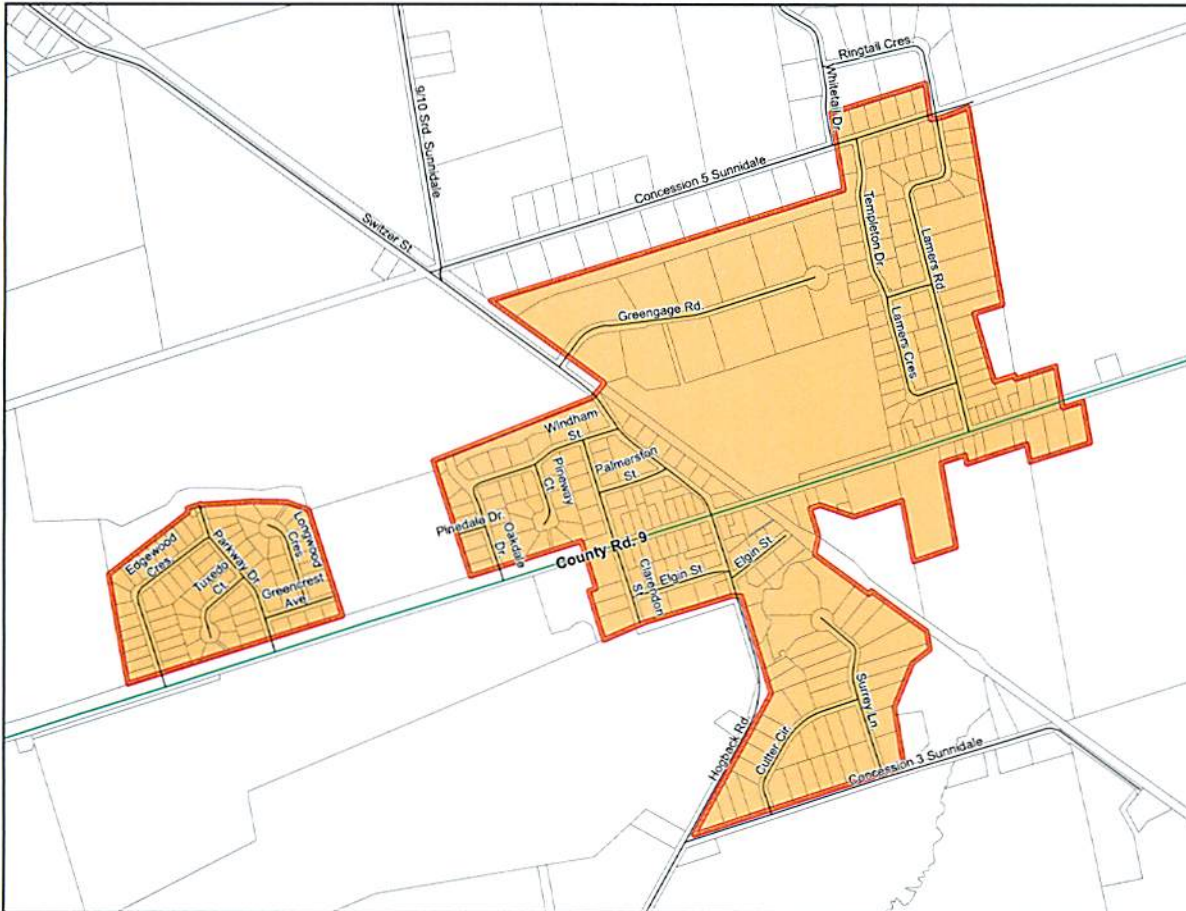 Ringtail Cres.
Whitetail Dr.
9/10 Srd. Sunnidale
Concession 5 Sunnidale
Switzer St.
Templeton Dr.
Lamers Rd.
Greengage Rd.
Lamers Cres.
Windham
St.
Pineway
Ct.
Palmerston
St.
Pinedale Dr.
Oakdale
Dr.
County Rd. 9
Elgin St.
Elgin St.
Clarendon
St.
Longwood
Cres.
Edgewood
Cres.
Parkway Dr.
Tuxedo
Ct.
Greencrest
Ave
Surrey Ln
Hogback Rd.
Cutter Cir.
Concession 3 Sunnidale